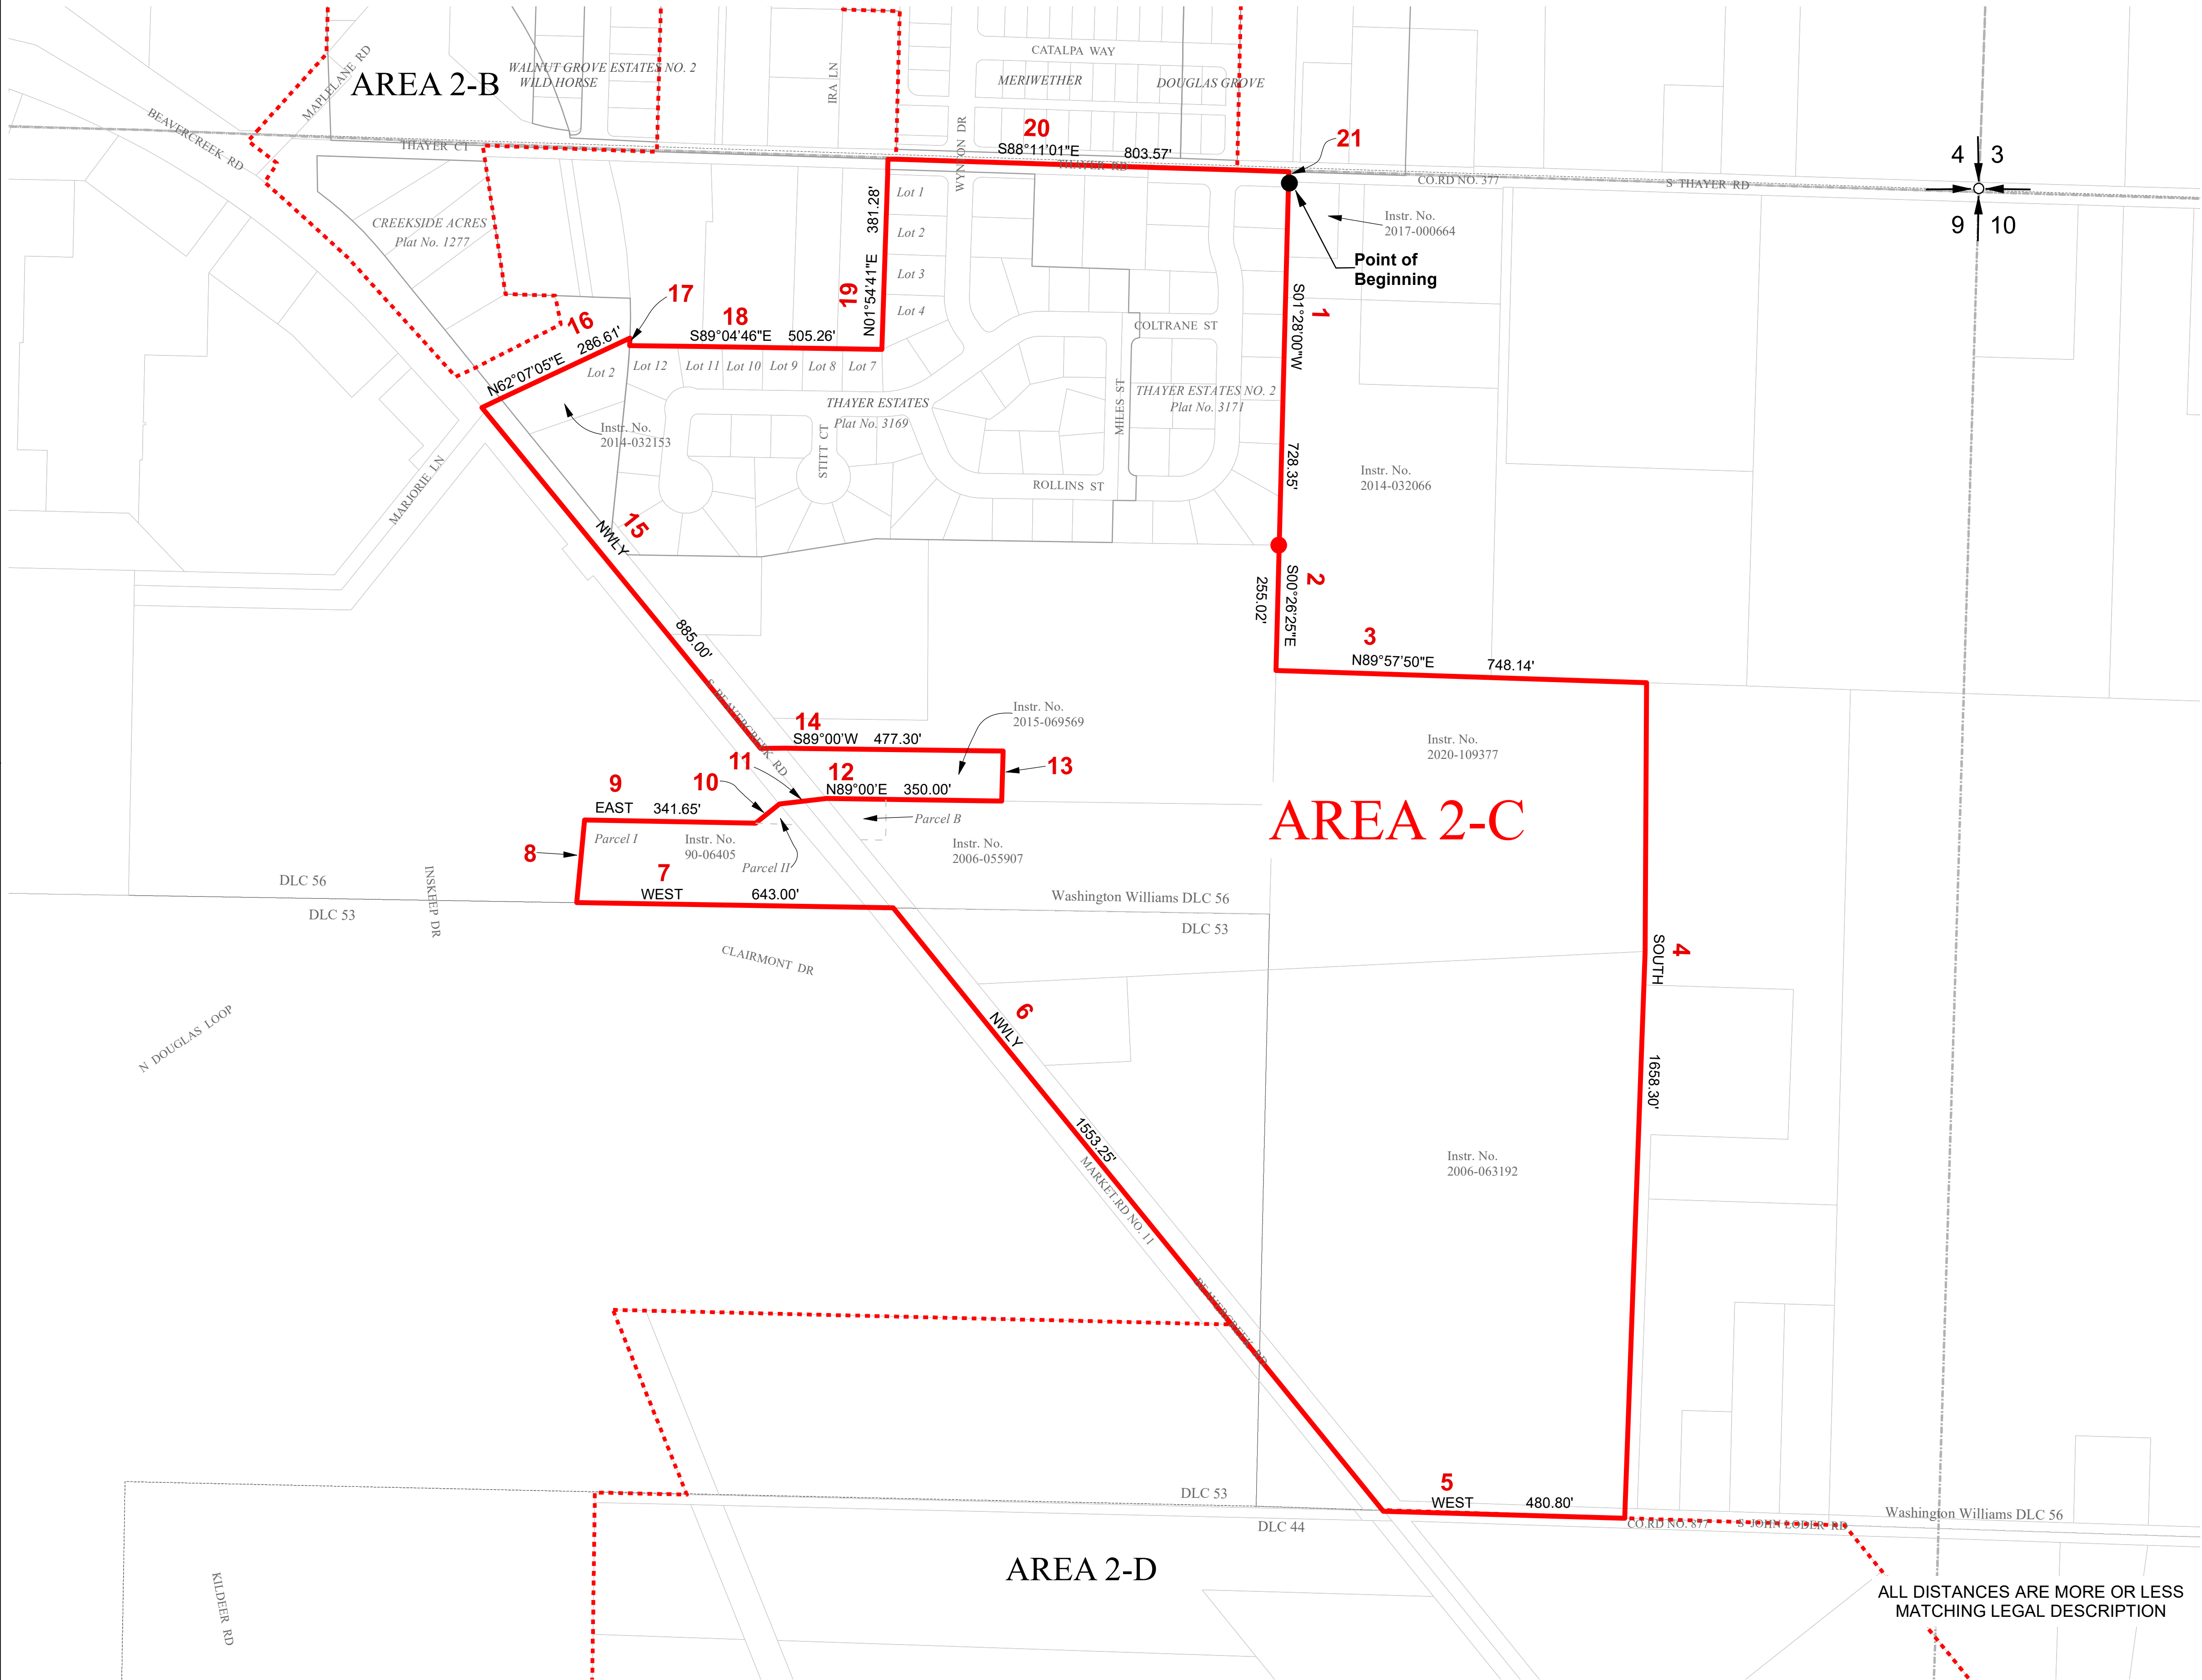 CATALPA WAY
WALNUT GROVE ESTATES NO. 2
WILD HORSE
MERIWETHER
DOUGLAS GROVE
AREA 2-B
MAPLELANE RD
IRA LN
BEAVERCREEK RD
THAYER CT
WYNTON DR
20
S88°11'01"E 803.57'
THAYER RD
21
4 3
9 10
CO.RD NO. 377
S THAYER RD
Instr. No.
2017-000664
Point of
Beginning
CREEKSIDE ACRES
Plat No. 1277
Lot 1
Lot 2
Lot 3
Lot 4
19
N01°54'41"E 381.28'
17
16
N62°07'05"E 286.61'
18
S89°04'46"E 505.26'
Lot 2
Lot 12
Lot 11
Lot 10
Lot 9
Lot 8
Lot 7
COLTRANE ST
1
S01°28'00"W
728.35'
THAYER ESTATES
Plat No. 3169
THAYER ESTATES NO. 2
Plat No. 3171
MILES ST
STITT CT
ROLLINS ST
Instr. No.
2014-032153
Instr. No.
2014-032066
MARJORIE LN
15
NWLY
885.00'
2
S00°26'25"E
255.02'
3
N89°57'50"E 748.14'
S BEAVERCREEK RD
14
S89°00'W 477.30'
Instr. No.
2015-069569
13
11
12
N89°00'E 350.00'
10
9
EAST 341.65'
Parcel I
Instr. No.
90-06405
Parcel II
Parcel B
Instr. No.
2006-055907
8
7
WEST 643.00'
Instr. No.
2020-109377
AREA 2-C
DLC 56
DLC 53
INSKEEP DR
Washington Williams DLC 56
DLC 53
CLAIRMONT DR
N DOUGLAS LOOP
4
SOUTH
1658.30'
6
NWLY
1553.25'
MARKET.RD NO. 11
BEAVERCREEK RD
Instr. No.
2006-063192
5
WEST 480.80'
DLC 53
DLC 44
CO.RD NO. 877
S JOHN LODER RD
Washington Williams DLC 56
AREA 2-D
KILDEER RD
ALL DISTANCES ARE MORE OR LESS
MATCHING LEGAL DESCRIPTION